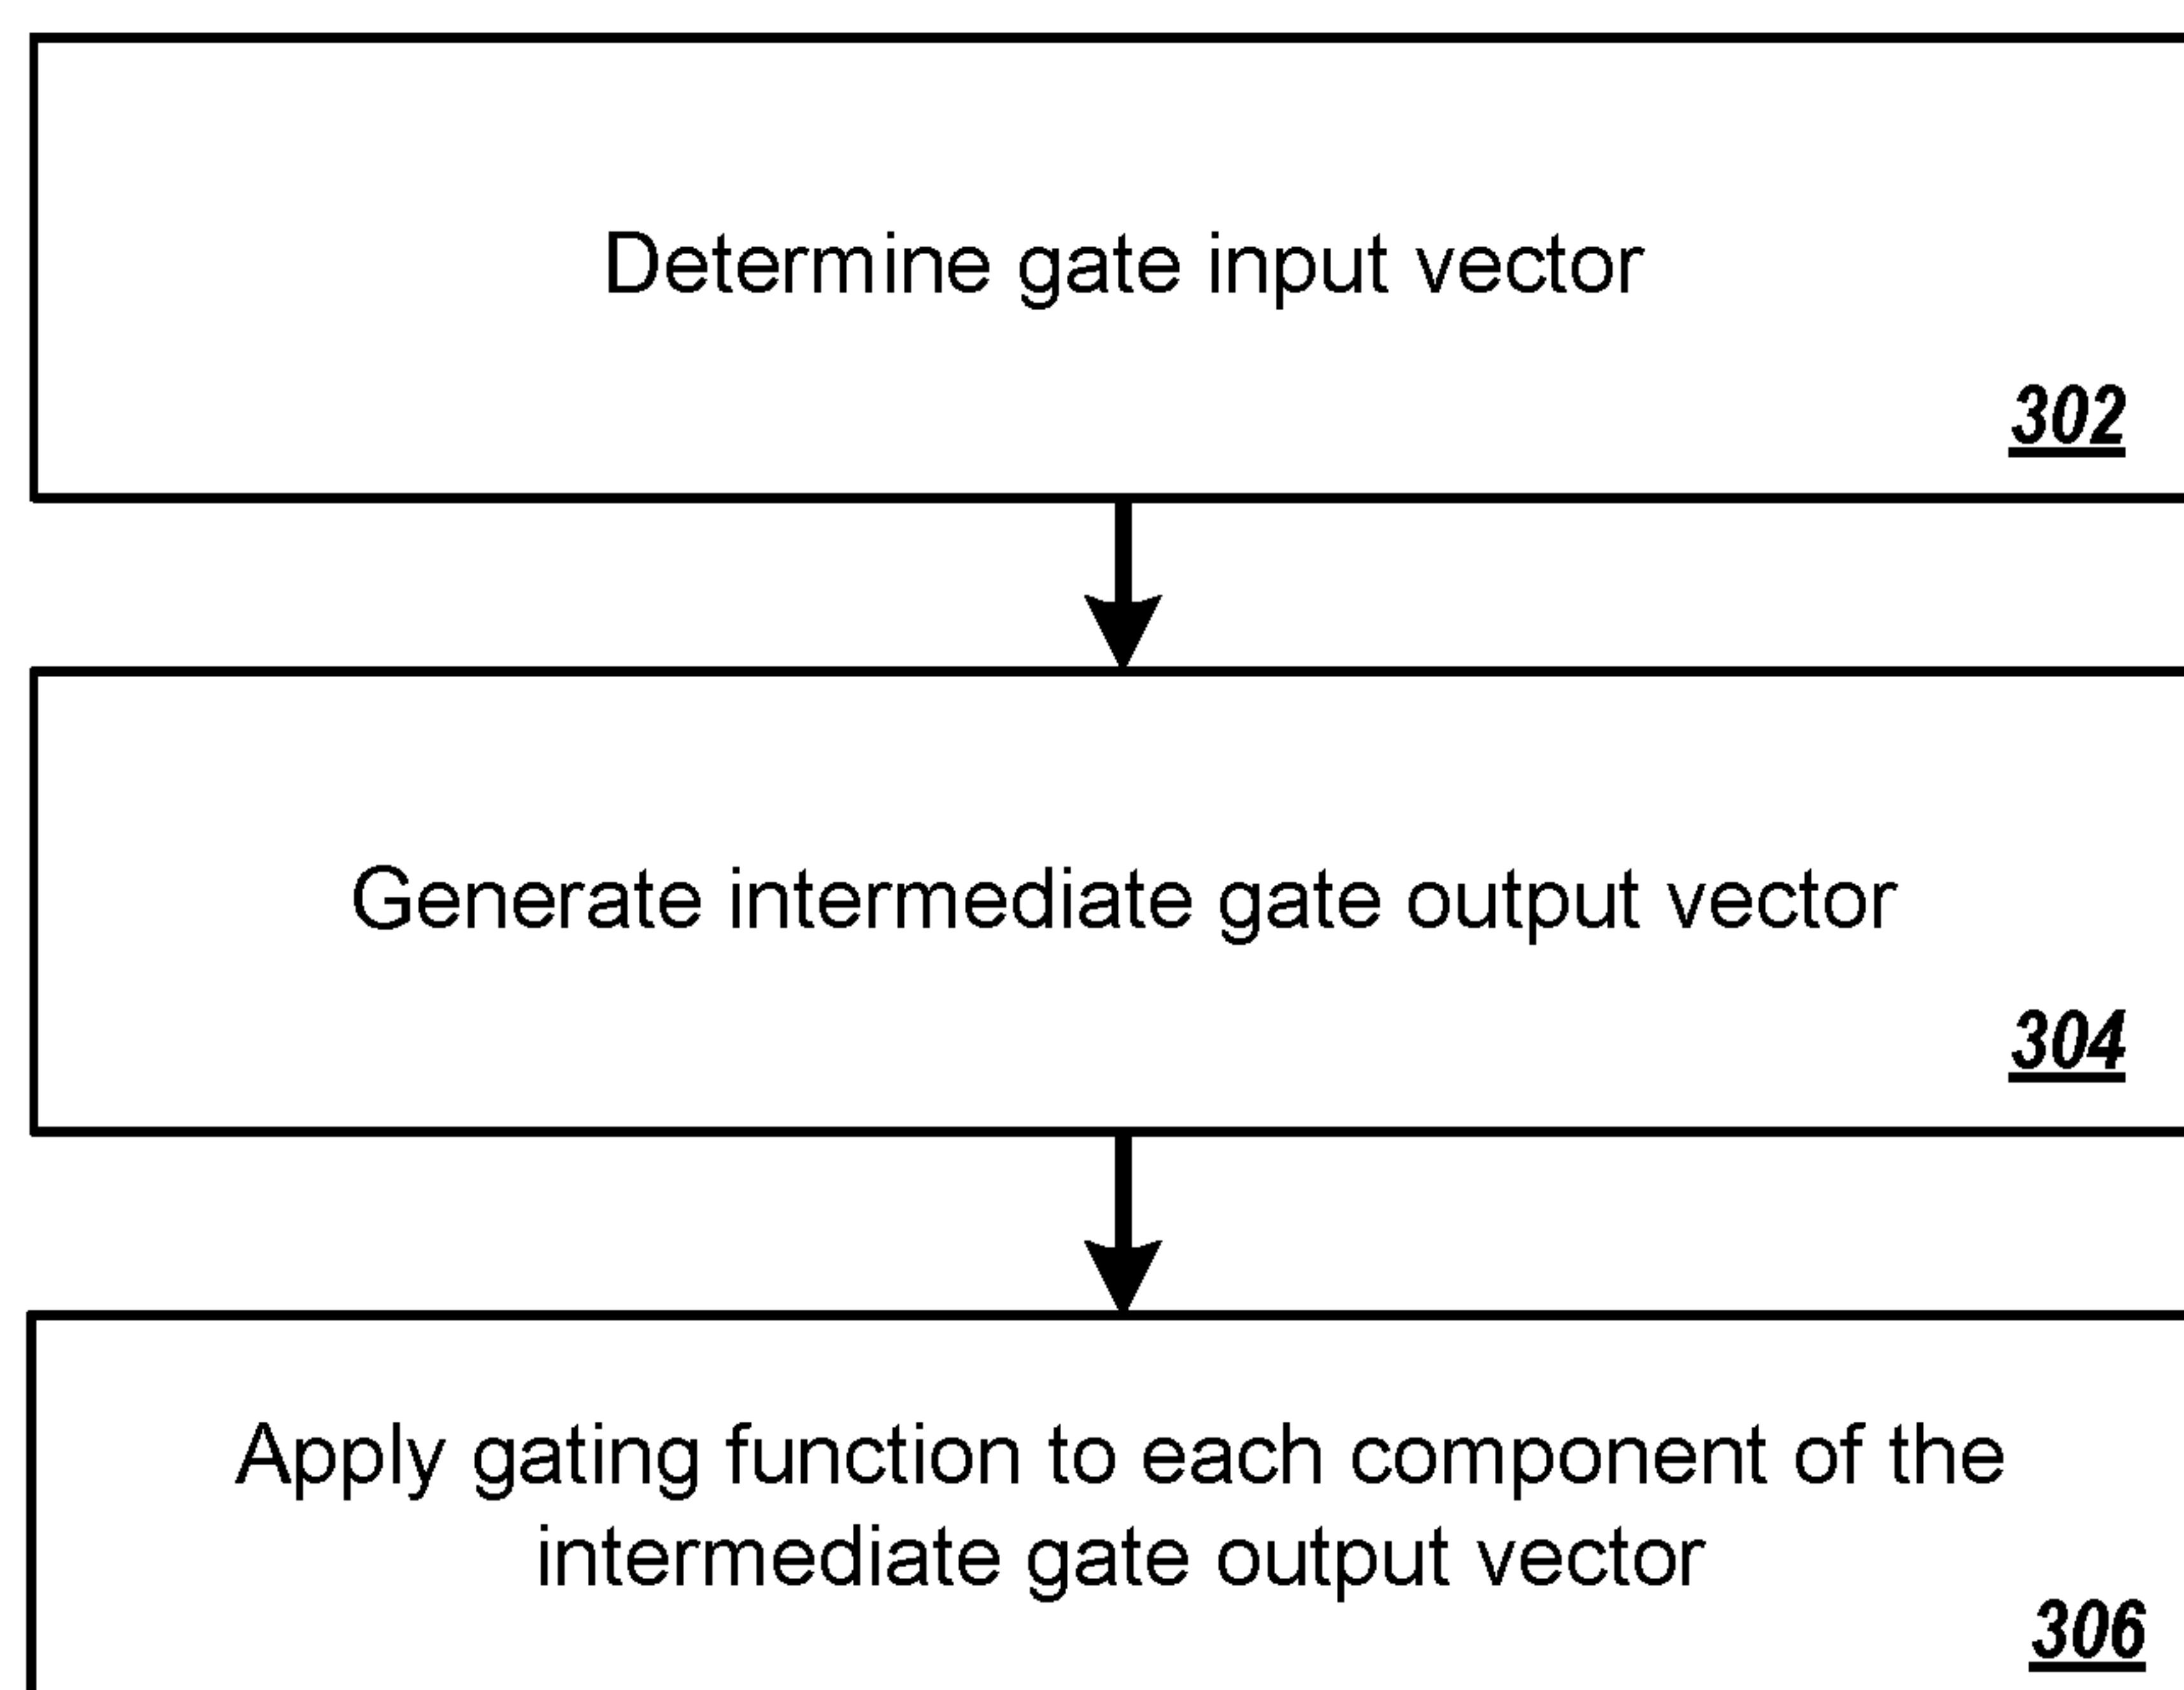 Determine gate input vector
302
Generate intermediate gate output vector
304
Apply gating function to each component of the
intermediate gate output vector
306